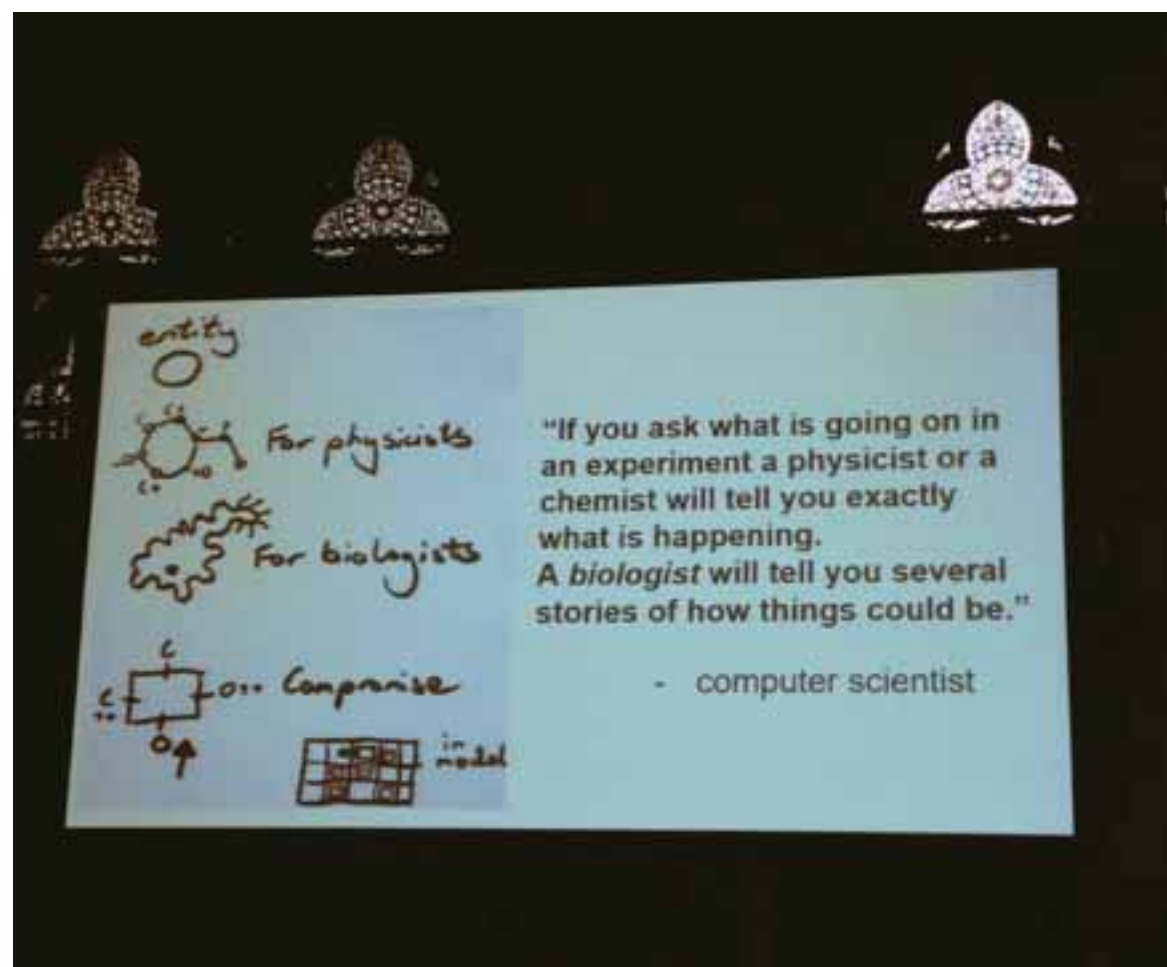 entity
For physicists
For biologists
C
C
O
Compromise
in
model
“If you ask what is going on in
an experiment a physicist or a
chemist will tell you exactly
what is happening.
A biologist will tell you several
stories of how things could be.”
- computer scientist